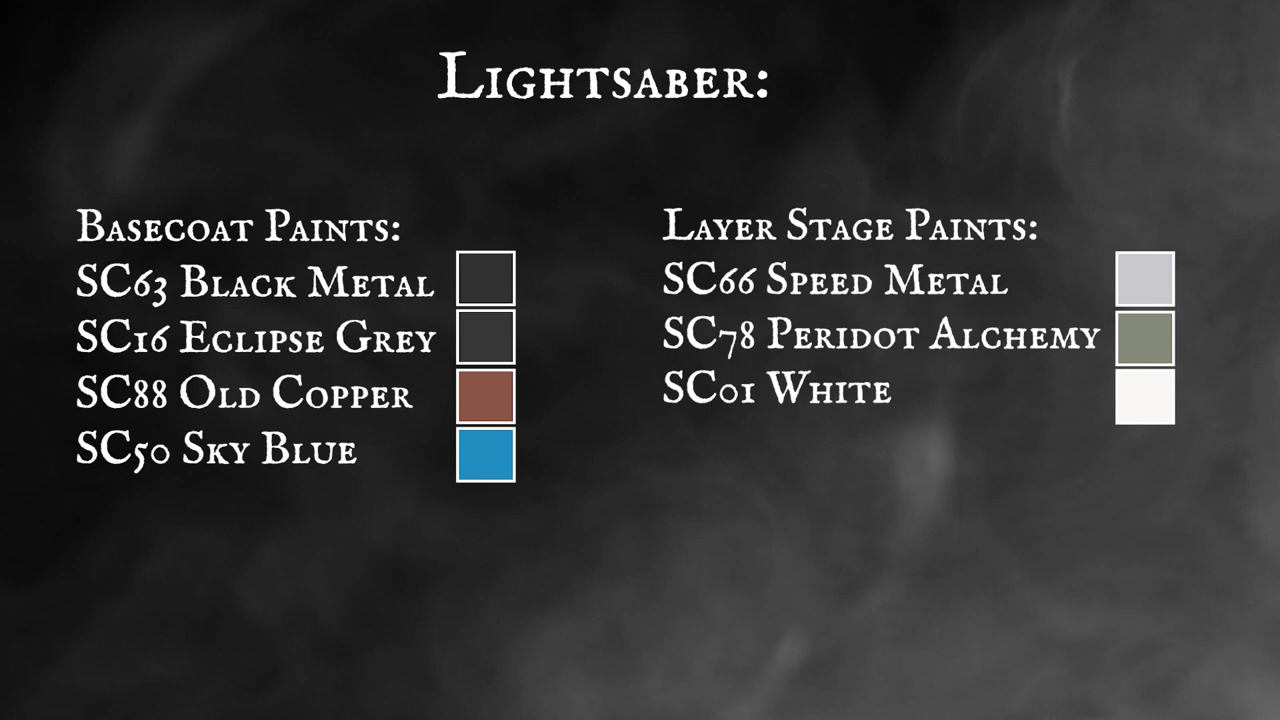 Lightsaber:
Basecoat Paints:
SC63 Black Metal
SC16 Eclipse Grey
SC88 Old Copper
SC50 Sky Blue
Layer Stage Paints:
SC66 Speed Metal
SC78 Peridot Alchemy
SC01 White